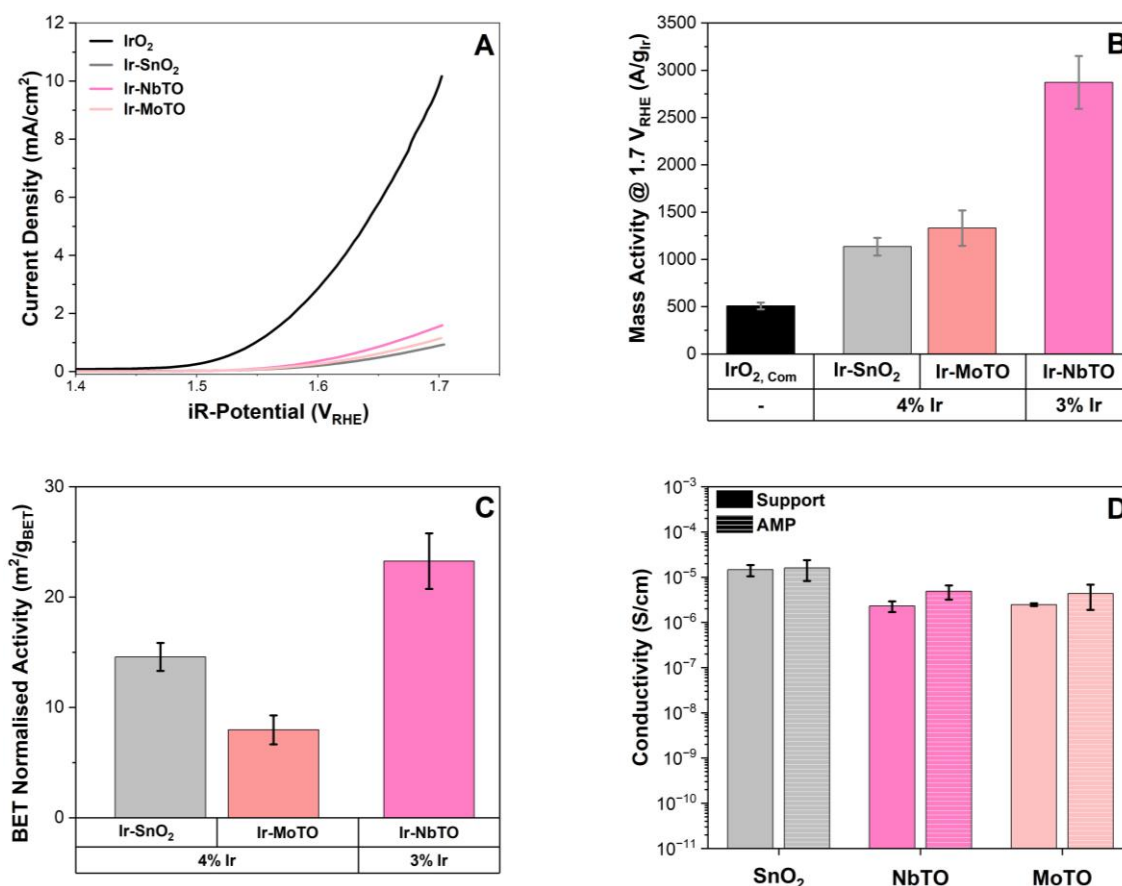 A
12
10
8
6
4
2
0
Current Density (mA/cm²)
IrO₂
Ir-SnO₂
Ir-NbTO
Ir-MoTO
1.4 1.5 1.6 1.7
iR-Potential (V_RHE)
B
3500
3000
2500
2000
1500
1000
500
0
Mass Activity @ 1.7 V_RHE (A/g_Ir)
IrO₂, Com Ir-SnO₂ Ir-MoTO Ir-NbTO
- 4% Ir 3% Ir
C
30
20
10
0
BET Normalised Activity (m²/g_BET)
Ir-SnO₂ Ir-MoTO Ir-NbTO
4% Ir 3% Ir
D
Support
AMP
10⁻³
10⁻⁴
10⁻⁵
10⁻⁶
10⁻⁷
10⁻⁸
10⁻⁹
10⁻¹⁰
10⁻¹¹
Conductivity (S/cm)
SnO₂ NbTO MoTO